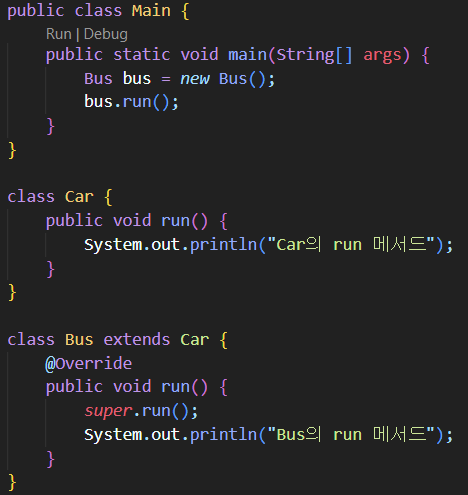 public class Main {
Run | Debug
public static void main(String[] args) {
Bus bus = new Bus();
bus.run();
}
}
class Car {
public void run() {
System.out.println("Car의 run 메서드");
}
}
class Bus extends Car {
@Override
public void run() {
super.run();
System.out.println("Bus의 run 메서드");
}
}